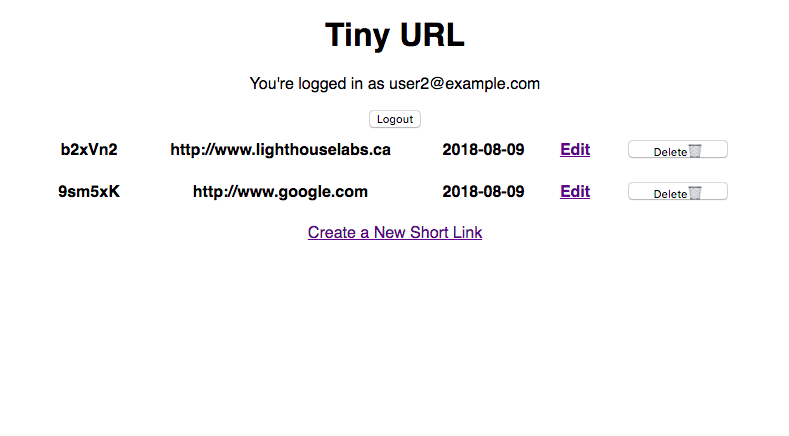 Tiny URL
You're logged in as user2@example.com
Logout
b2xVn2 http://www.lighthouselabs.ca 2018-08-09 Edit Delete
9sm5xK http://www.google.com 2018-08-09 Edit Delete
Create a New Short Link